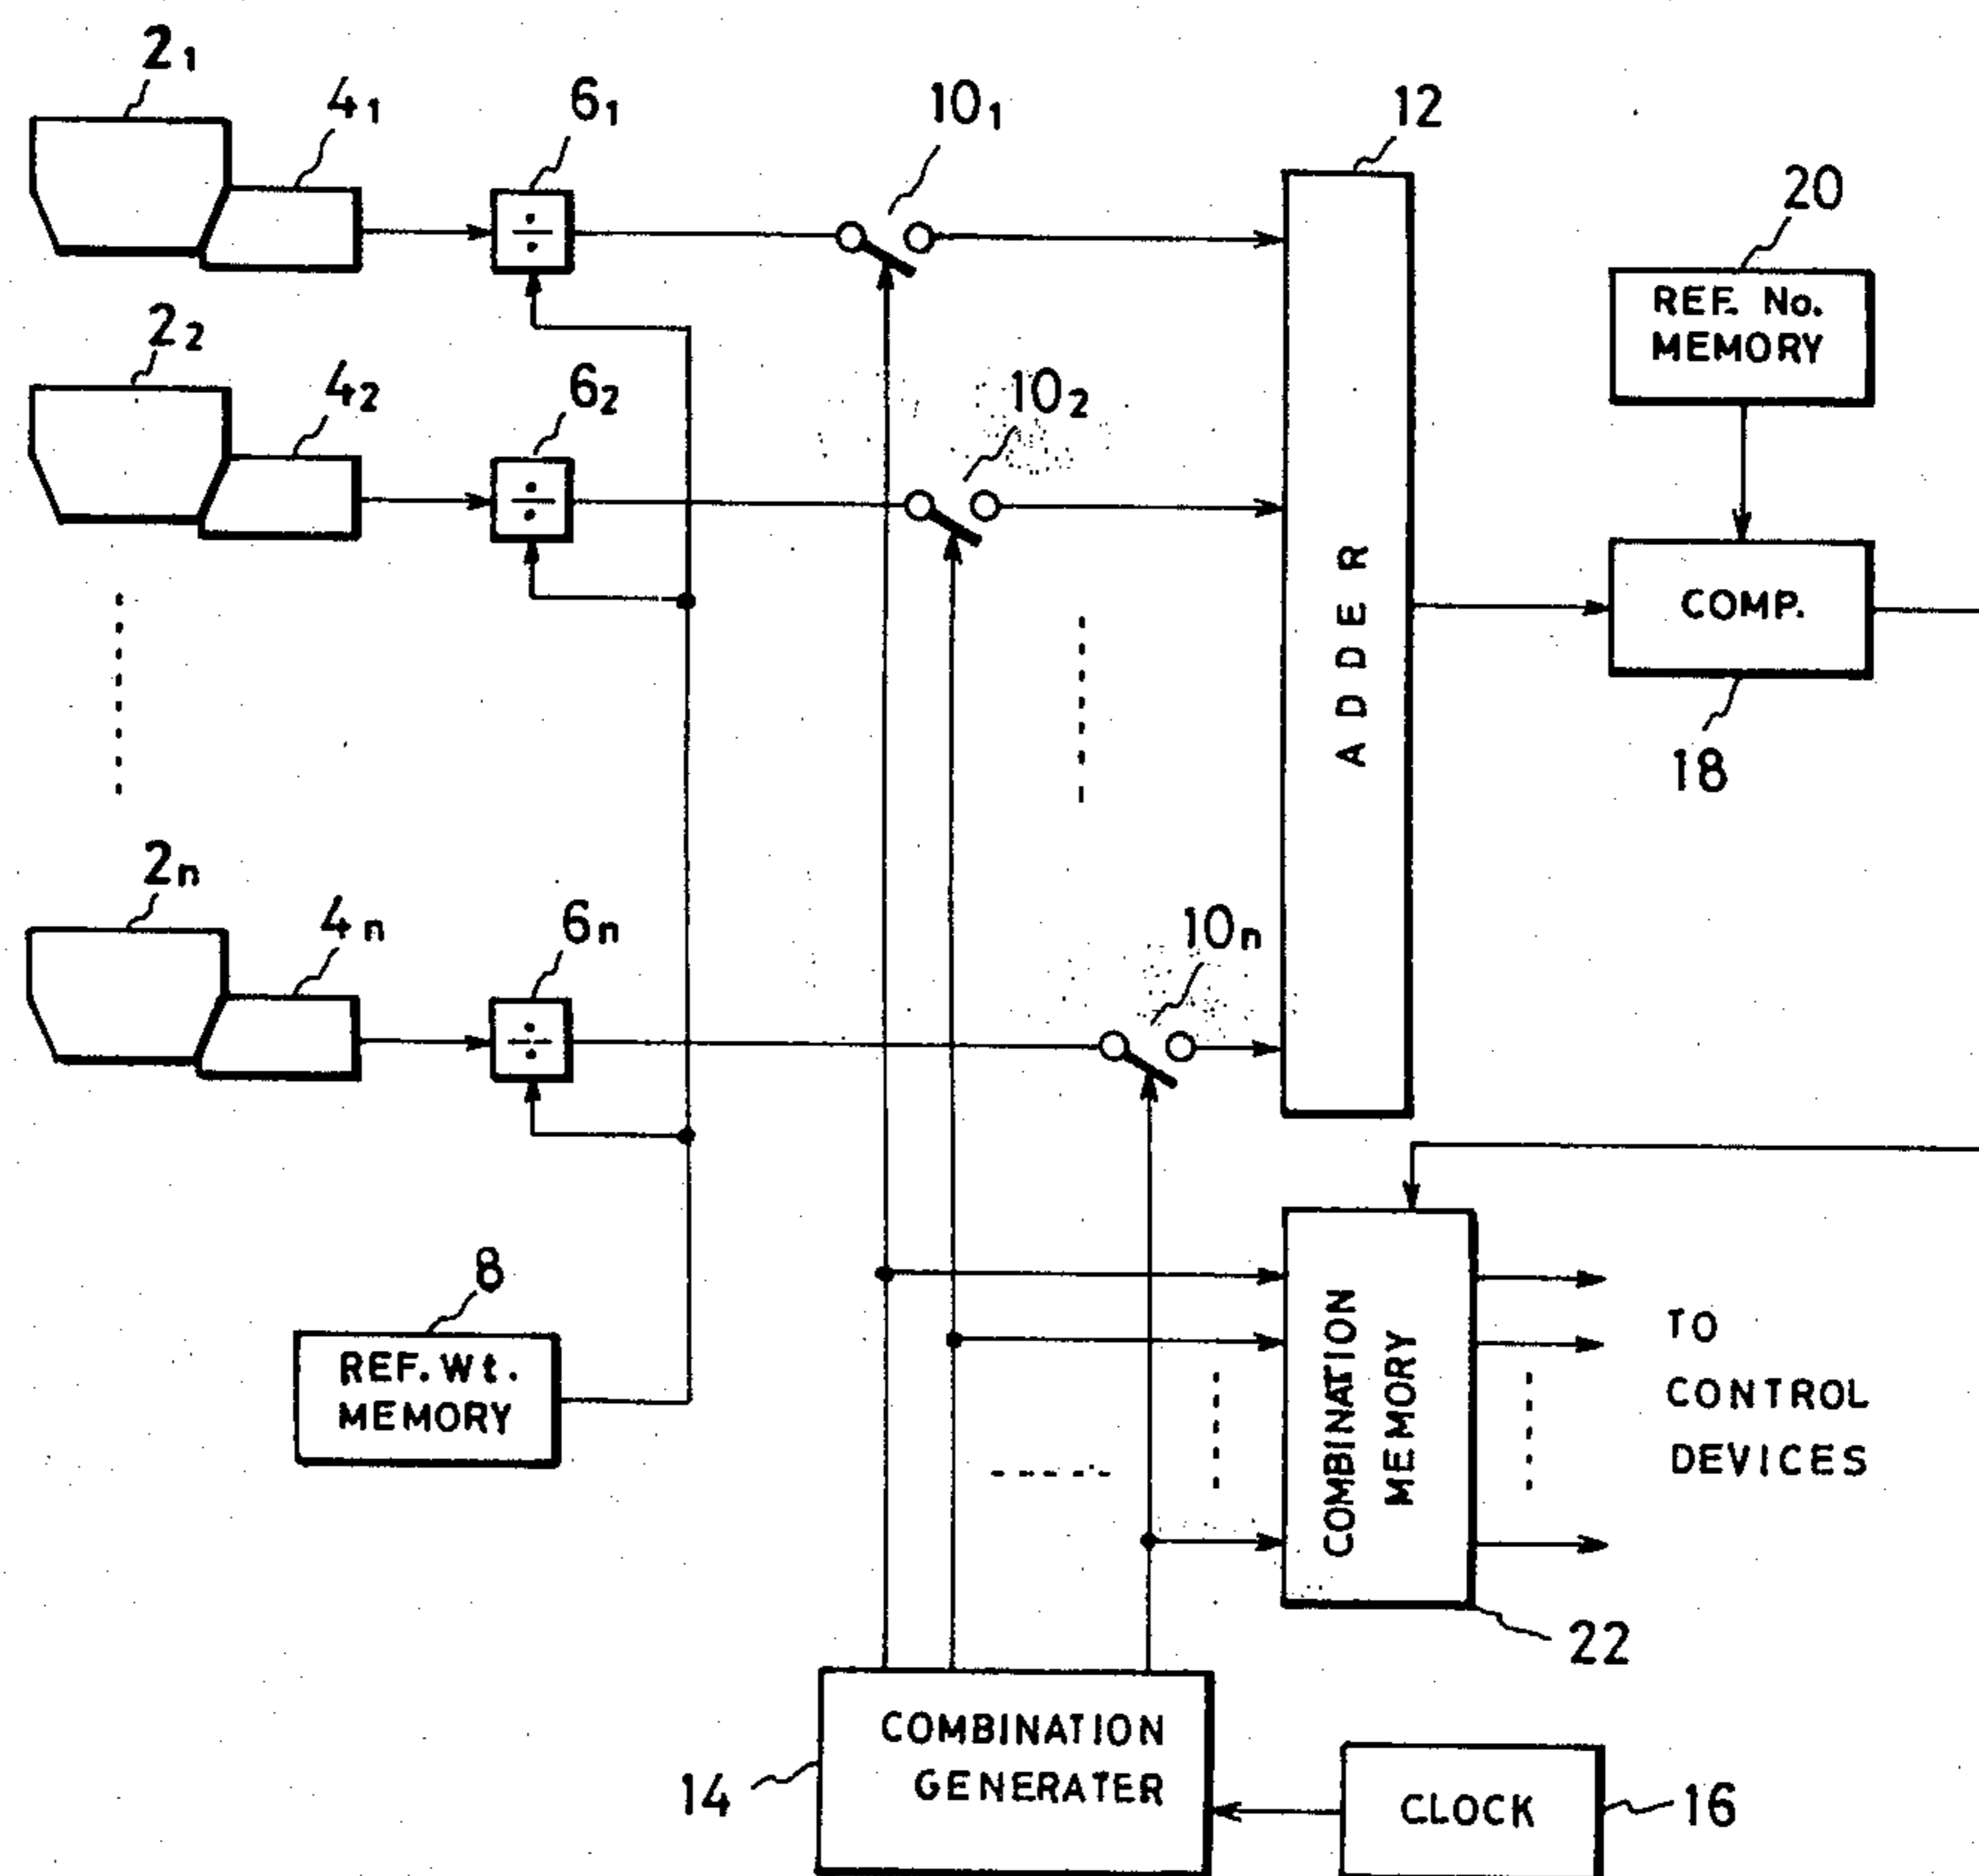 2₁
4₁
6₁
10₁
12
20
REF. No.
MEMORY
2₂
4₂
6₂
10₂
÷
÷
ADDER
COMP.
18
2n
4n
6n
10n
÷
8
REF. Wt.
MEMORY
COMBINATION
MEMORY
TO
CONTROL
DEVICES
22
COMBINATION
GENERATER
14
CLOCK
16